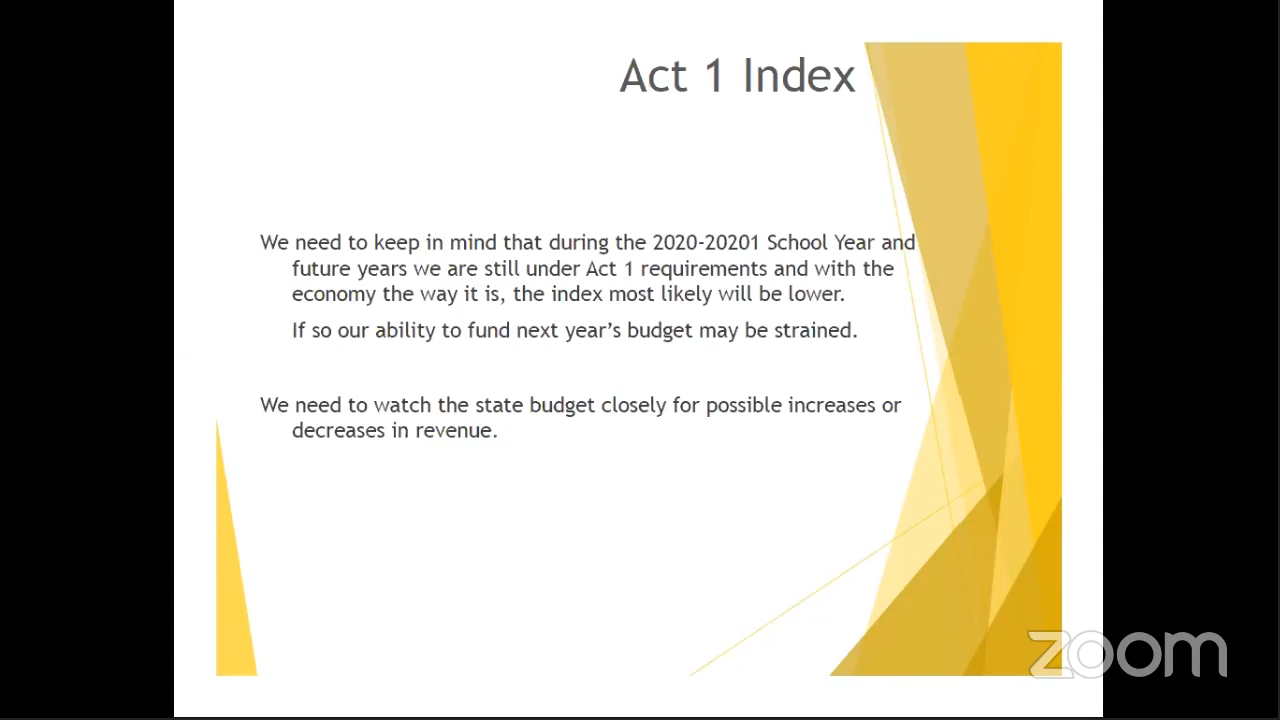 Act 1 Index
We need to keep in mind that during the 2020-20201 School Year and
future years we are still under Act 1 requirements and with the
economy the way it is, the index most likely will be lower.
If so our ability to fund next year’s budget may be strained.
We need to watch the state budget closely for possible increases or
decreases in revenue.
zoom